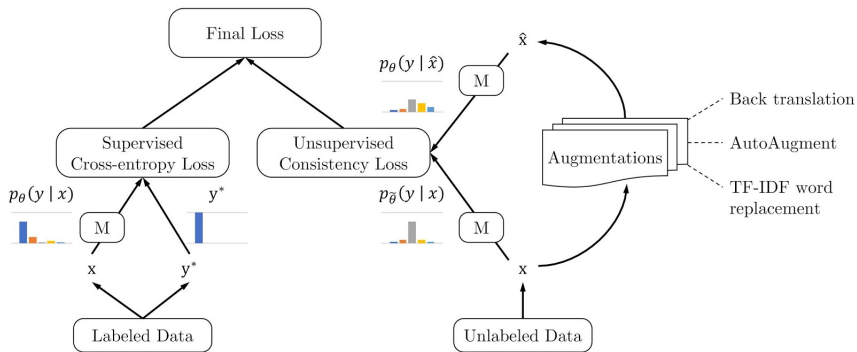 Final Loss
x̂
p_θ(y | x̂)
M
Back translation
Supervised
Cross-entropy Loss
Unsupervised
Consistency Loss
Augmentations
AutoAugment
TF-IDF word
replacement
p_θ(y | x)
y*
p_θ̃(y | x)
M
M
x
y*
x
Labeled Data
Unlabeled Data